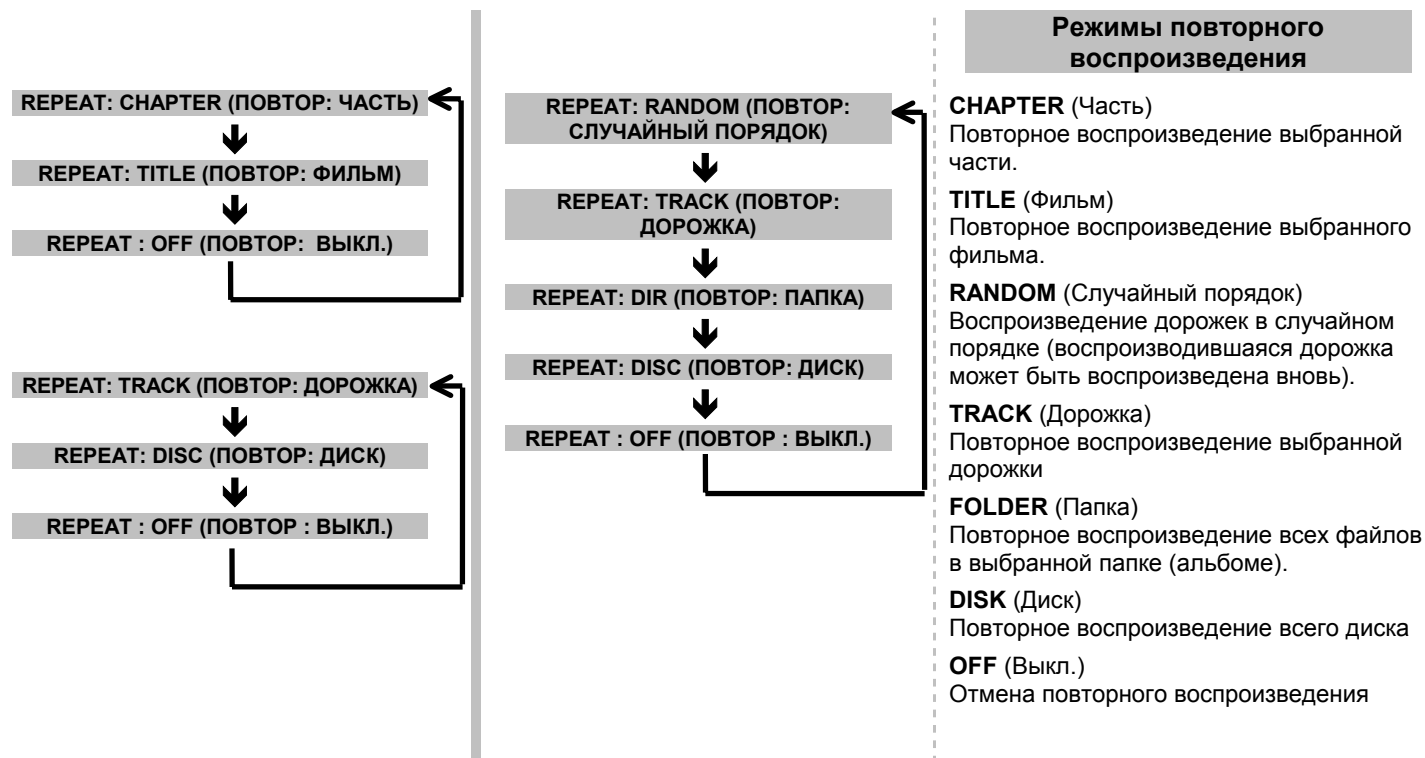 REPEAT: CHAPTER (ПОВТОР: ЧАСТЬ)
REPEAT: TITLE (ПОВТОР: ФИЛЬМ)
REPEAT : OFF (ПОВТОР:  ВЫКЛ.)
REPEAT: TRACK (ПОВТОР: ДОРОЖКА)
REPEAT: DISC (ПОВТОР: ДИСК)
REPEAT : OFF (ПОВТОР : ВЫКЛ.)
REPEAT: RANDOM (ПОВТОР:
СЛУЧАЙНЫЙ ПОРЯДОК)
REPEAT: TRACK (ПОВТОР:
ДОРОЖКА)
REPEAT: DIR (ПОВТОР: ПАПКА)
REPEAT: DISC (ПОВТОР: ДИСК)
REPEAT : OFF (ПОВТОР : ВЫКЛ.)
Режимы повторного
воспроизведения
CHAPTER (Часть)
Повторное воспроизведение выбранной
части.
TITLE (Фильм)
Повторное воспроизведение выбранного
фильма.
RANDOM (Случайный порядок)
Воспроизведение дорожек в случайном
порядке (воспроизводившаяся дорожка
может быть воспроизведена вновь).
TRACK (Дорожка)
Повторное воспроизведение выбранной
дорожки
FOLDER (Папка)
Повторное воспроизведение всех файлов
в выбранной папке (альбоме).
DISK (Диск)
Повторное воспроизведение всего диска
OFF (Выкл.)
Отмена повторного воспроизведения